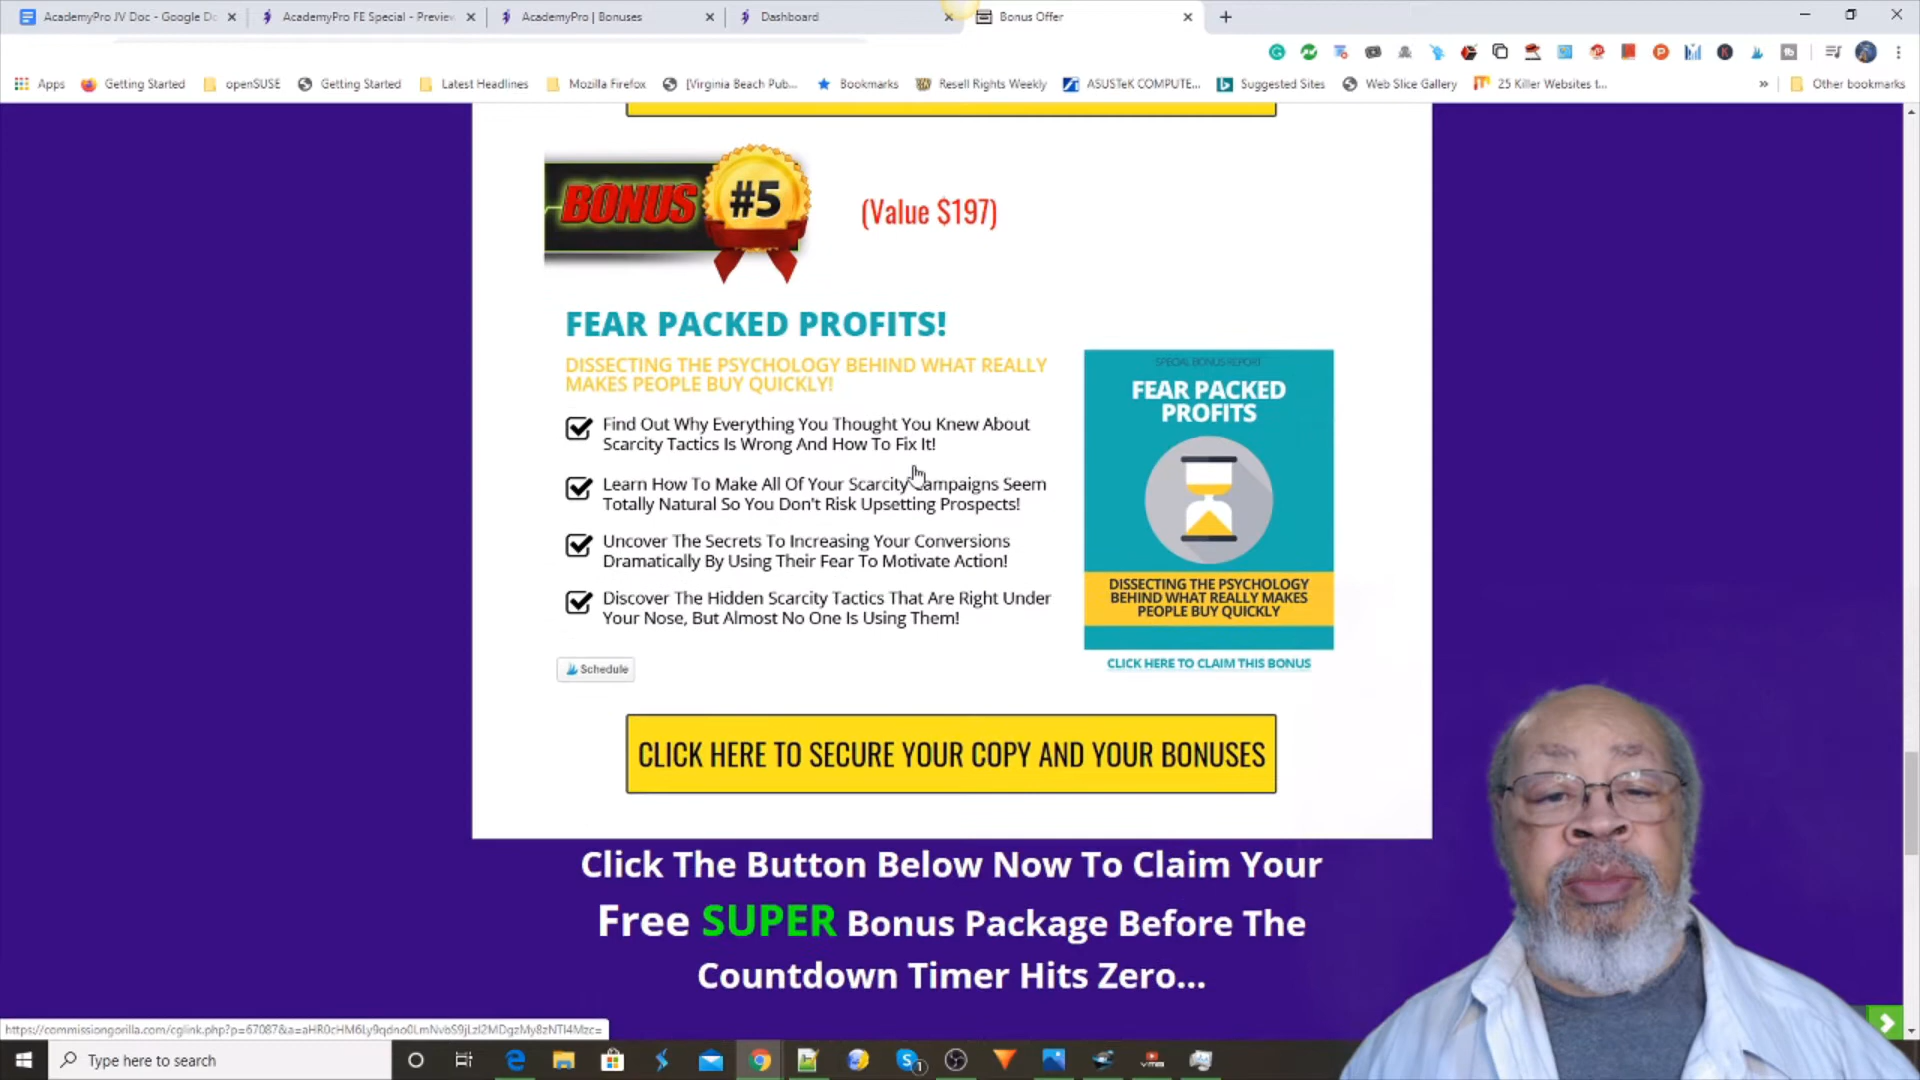 AcademyPro JV Doc - Google Do
AcademyPro FE Special - Preview
AcademyPro | Bonuses
Dashboard
Bonus Offer
Apps
Getting Started
openSUSE
Getting Started
Latest Headlines
Mozilla Firefox
[Virginia Beach Pub...
Bookmarks
Resell Rights Weekly
ASUSTeK COMPUTE...
Suggested Sites
Web Slice Gallery
25 Killer Websites t...
Other bookmarks
BONUS #5
(Value $197)
FEAR PACKED PROFITS!
DISSECTING THE PSYCHOLOGY BEHIND WHAT REALLY
MAKES PEOPLE BUY QUICKLY!
Find Out Why Everything You Thought You Knew About
Scarcity Tactics Is Wrong And How To Fix It!
Learn How To Make All Of Your Scarcity Campaigns Seem
Totally Natural So You Don't Risk Upsetting Prospects!
Uncover The Secrets To Increasing Your Conversions
Dramatically By Using Their Fear To Motivate Action!
Discover The Hidden Scarcity Tactics That Are Right Under
Your Nose, But Almost No One Is Using Them!
Schedule
SPECIAL BONUS REPORT
FEAR PACKED
PROFITS
DISSECTING THE PSYCHOLOGY
BEHIND WHAT REALLY MAKES
PEOPLE BUY QUICKLY
CLICK HERE TO CLAIM THIS BONUS
CLICK HERE TO SECURE YOUR COPY AND YOUR BONUSES
Click The Button Below Now To Claim Your
Free SUPER Bonus Package Before The
Countdown Timer Hits Zero...
Type here to search